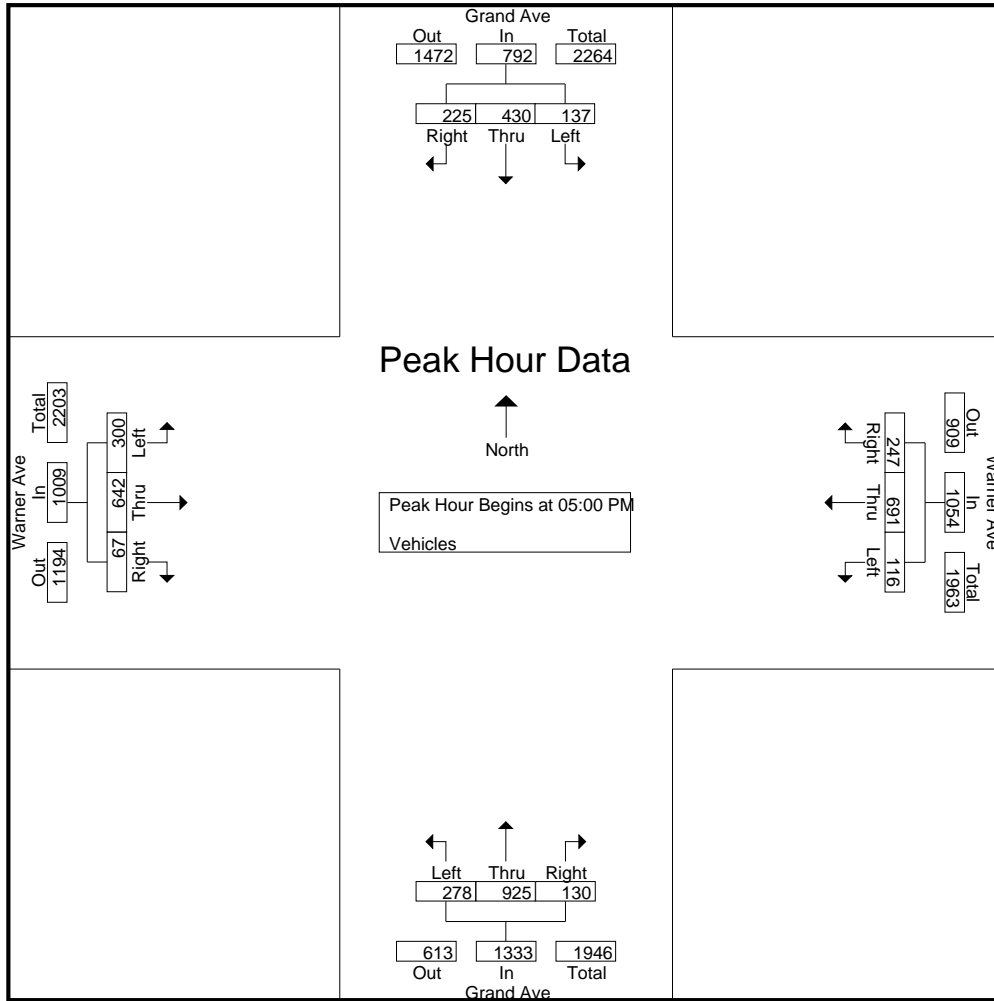 Grand Ave
Out In Total
1472 792 2264
225 430 137
Right Thru Left
Peak Hour Data
North
Peak Hour Begins at 05:00 PM
Vehicles
Warner Ave
Total In Out
2203 1009 1194
300 642 67
Left Thru Right
Warner Ave
Out In Total
909 1054 1963
247 691 116
Right Thru Left
Left Thru Right
278 925 130
613 1333 1946
Out In Total
Grand Ave